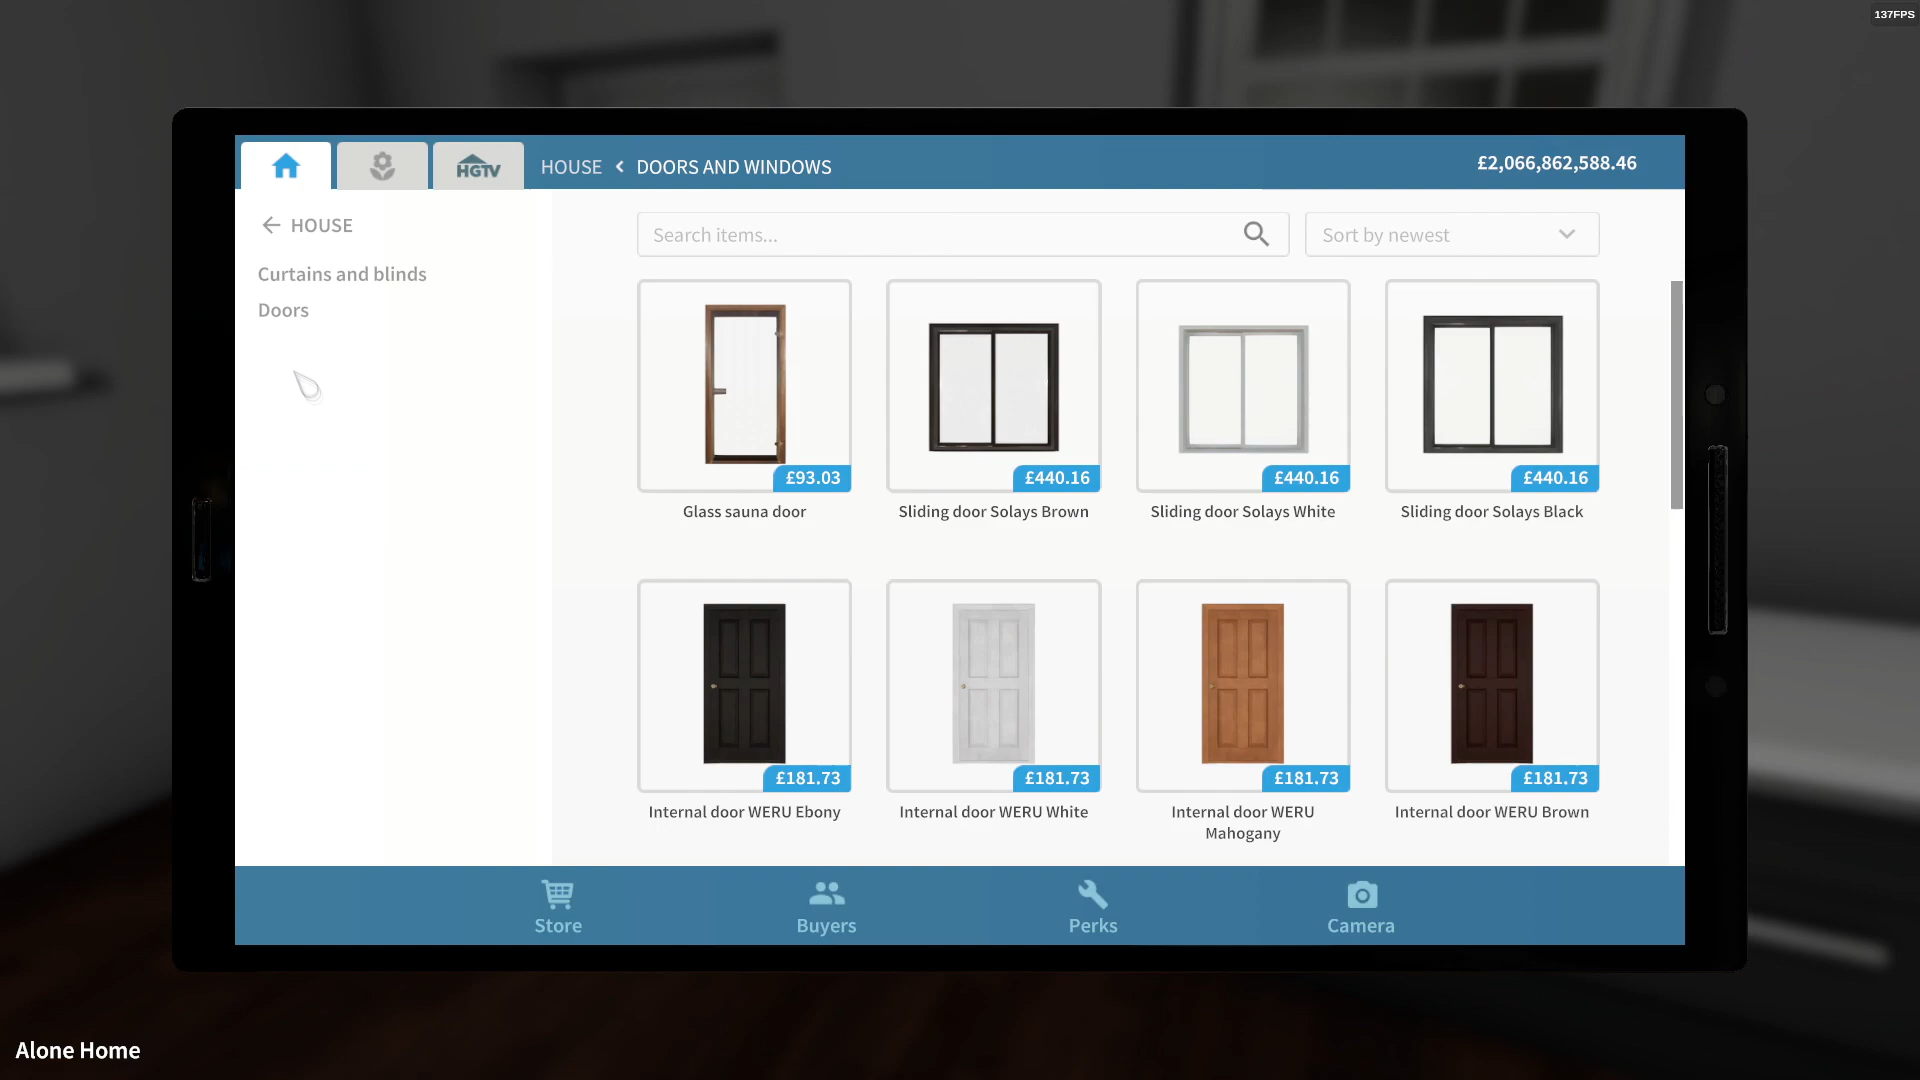 137FPS
HGTV
HOUSE < DOORS AND WINDOWS
£2,066,862,588.46
HOUSE
Curtains and blinds
Doors
Search items...
Sort by newest
£93.03
£440.16
£440.16
£440.16
Glass sauna door
Sliding door Solays Brown
Sliding door Solays White
Sliding door Solays Black
£181.73
£181.73
£181.73
£181.73
Internal door WERU Ebony
Internal door WERU White
Internal door WERU
Mahogany
Internal door WERU Brown
Store
Buyers
Perks
Camera
Alone Home